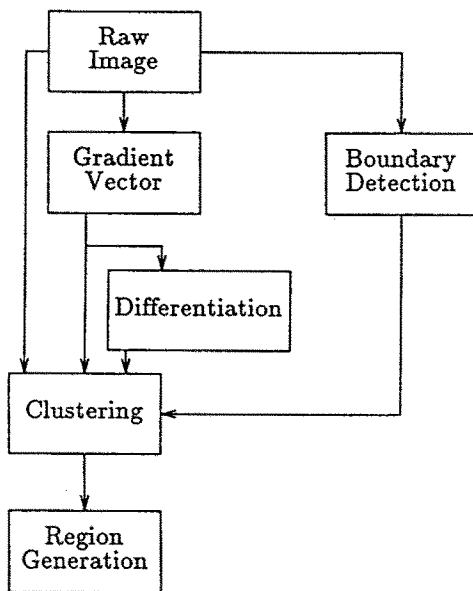 Raw
Image
Gradient
Vector
Boundary
Detection
Differentiation
Clustering
Region
Generation